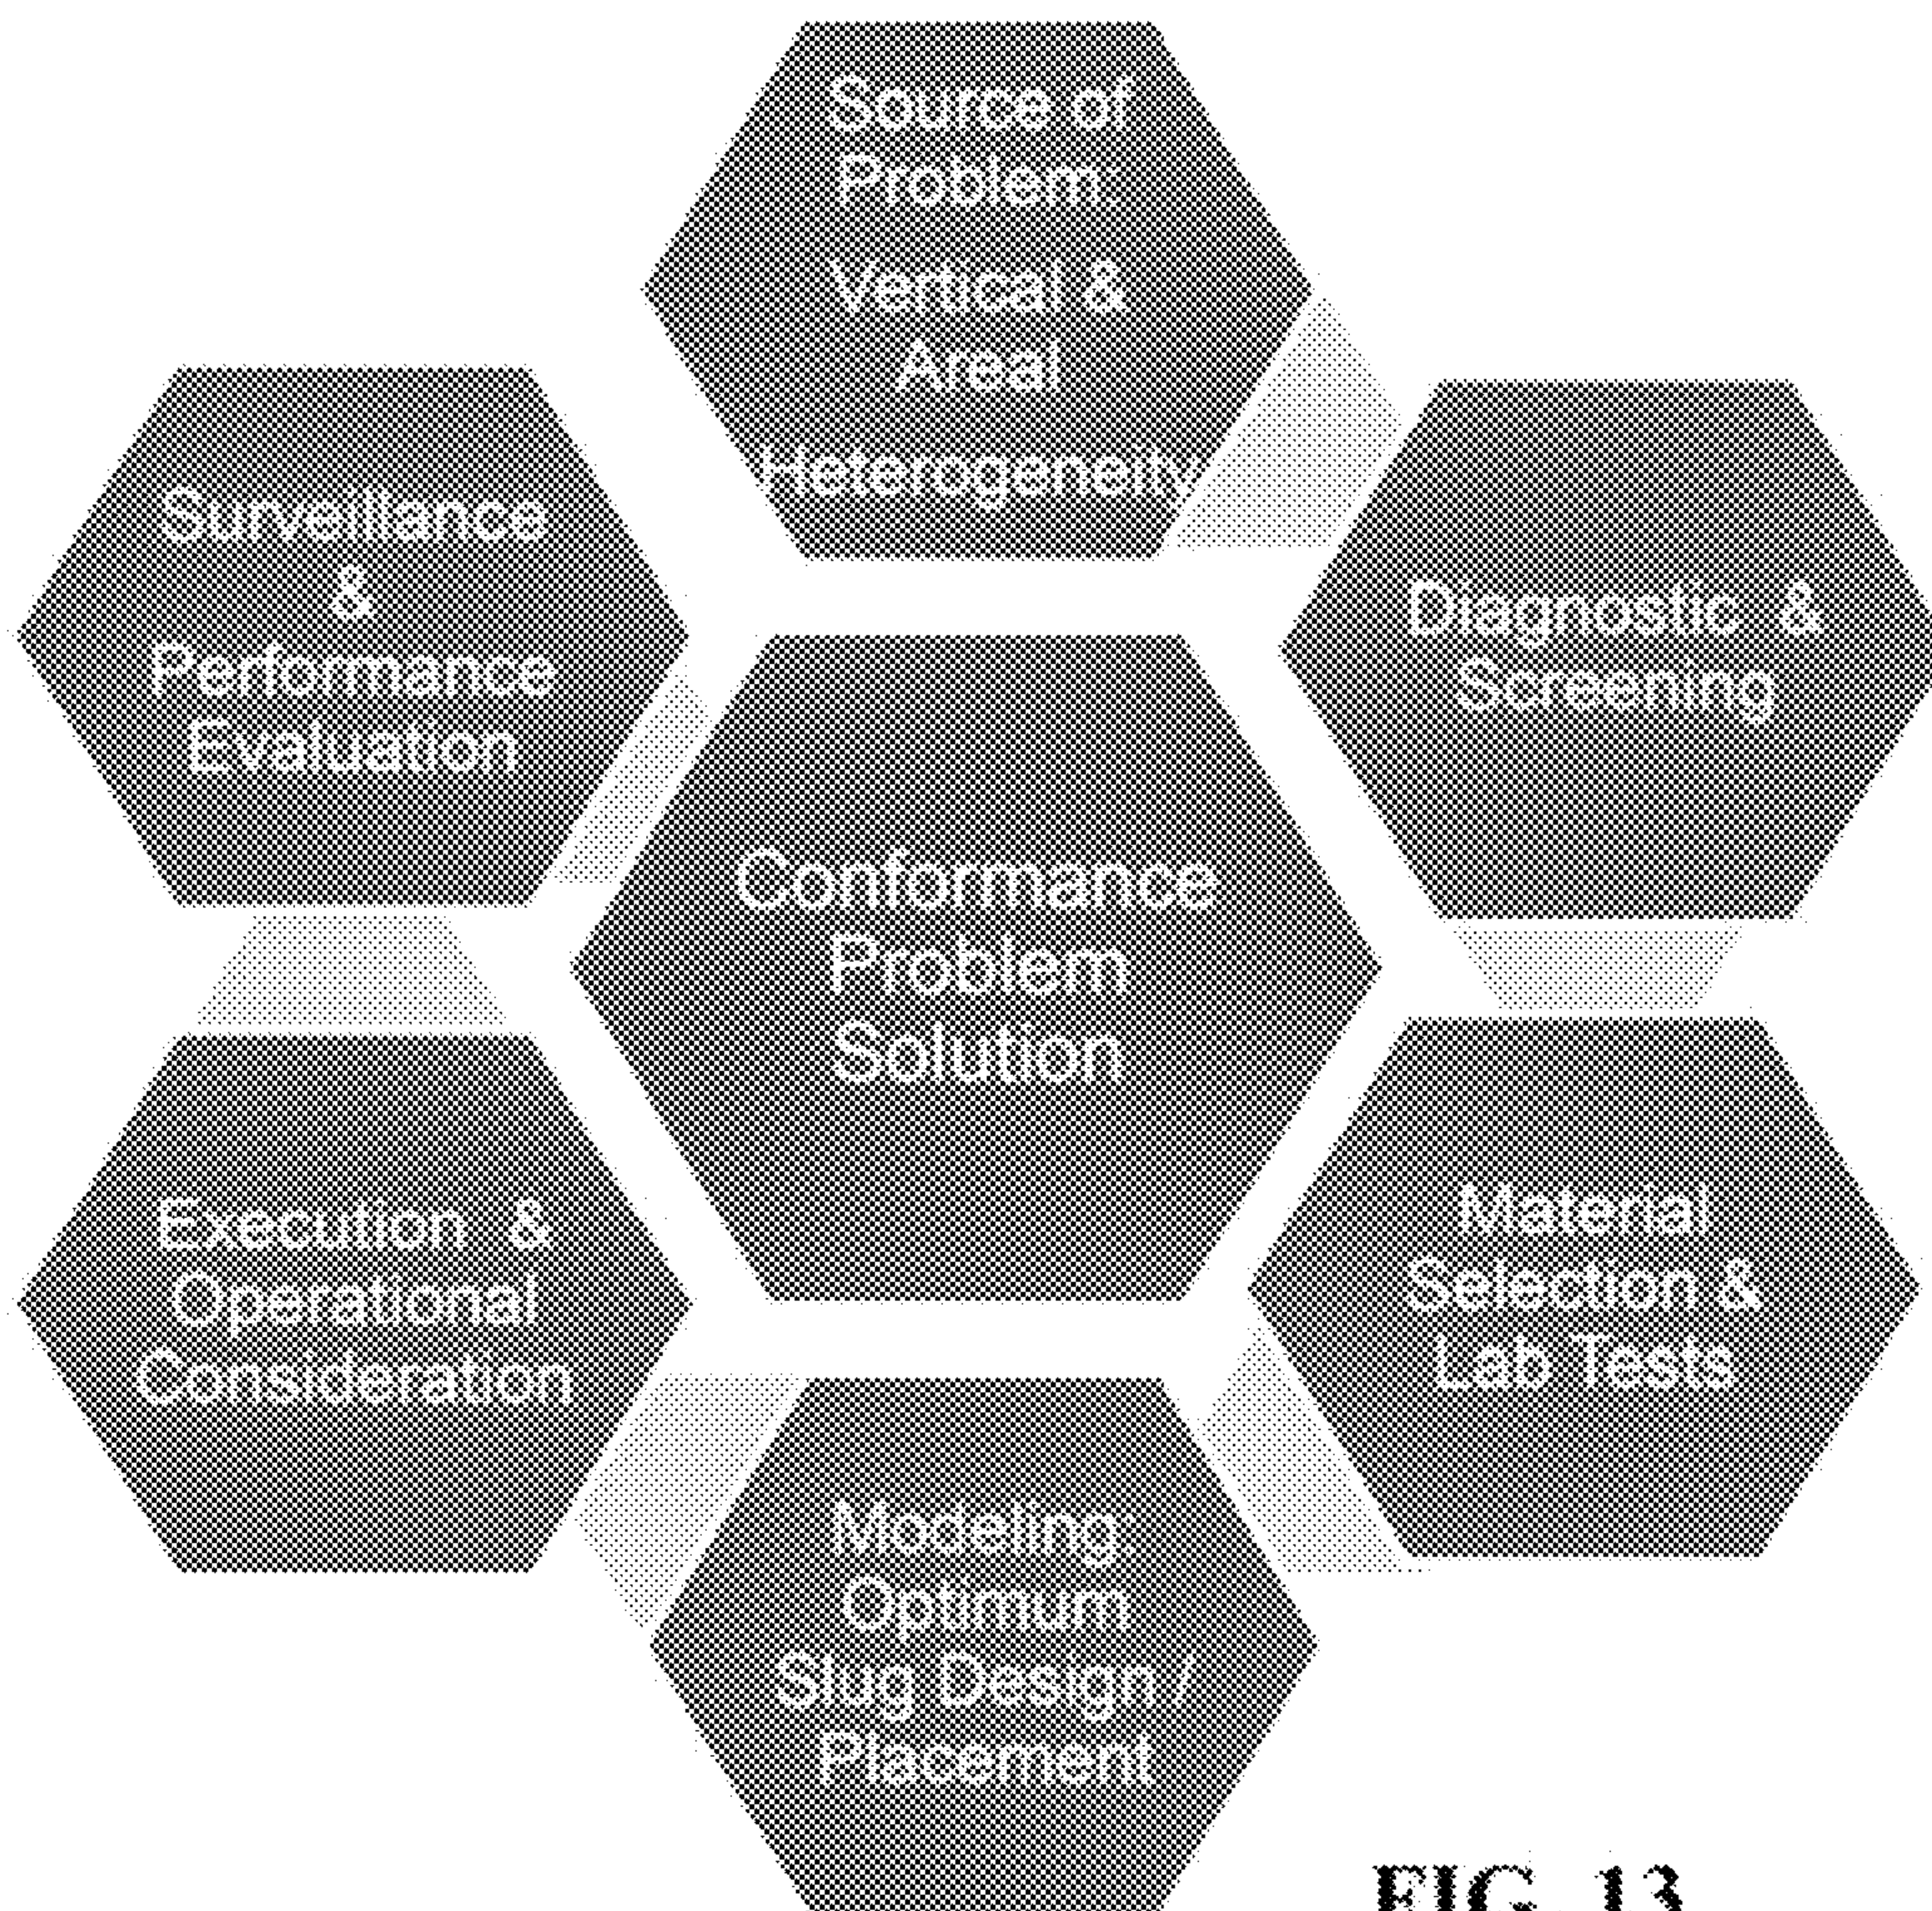 Source of
Problem:
Vertical &
Areal
Heterogeneity
Diagnostic &
Screening
Material
Selection &
Lab Tests
Modeling
Optimum
Slug Design /
Placement
Execution &
Operational
Consideration
Surveillance
&
Performance
Evaluation
Conformance
Problem
Solution
FIG. 13